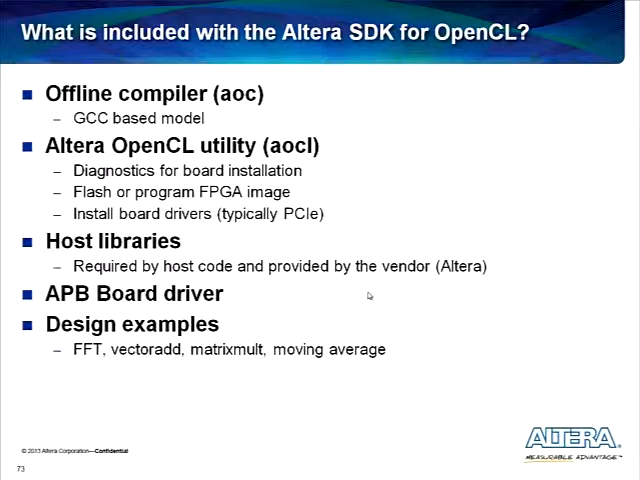 What is included with the Altera SDK for OpenCL?
Offline compiler (aoc)
– GCC based model
Altera OpenCL utility (aocl)
– Diagnostics for board installation
– Flash or program FPGA image
– Install board drivers (typically PCIe)
Host libraries
– Required by host code and provided by the vendor (Altera)
APB Board driver
Design examples
– FFT, vectoradd, matrixmult, moving average
© 2013 Altera Corporation—Confidential
ALTERA.
MEASURABLE ADVANTAGE™
73